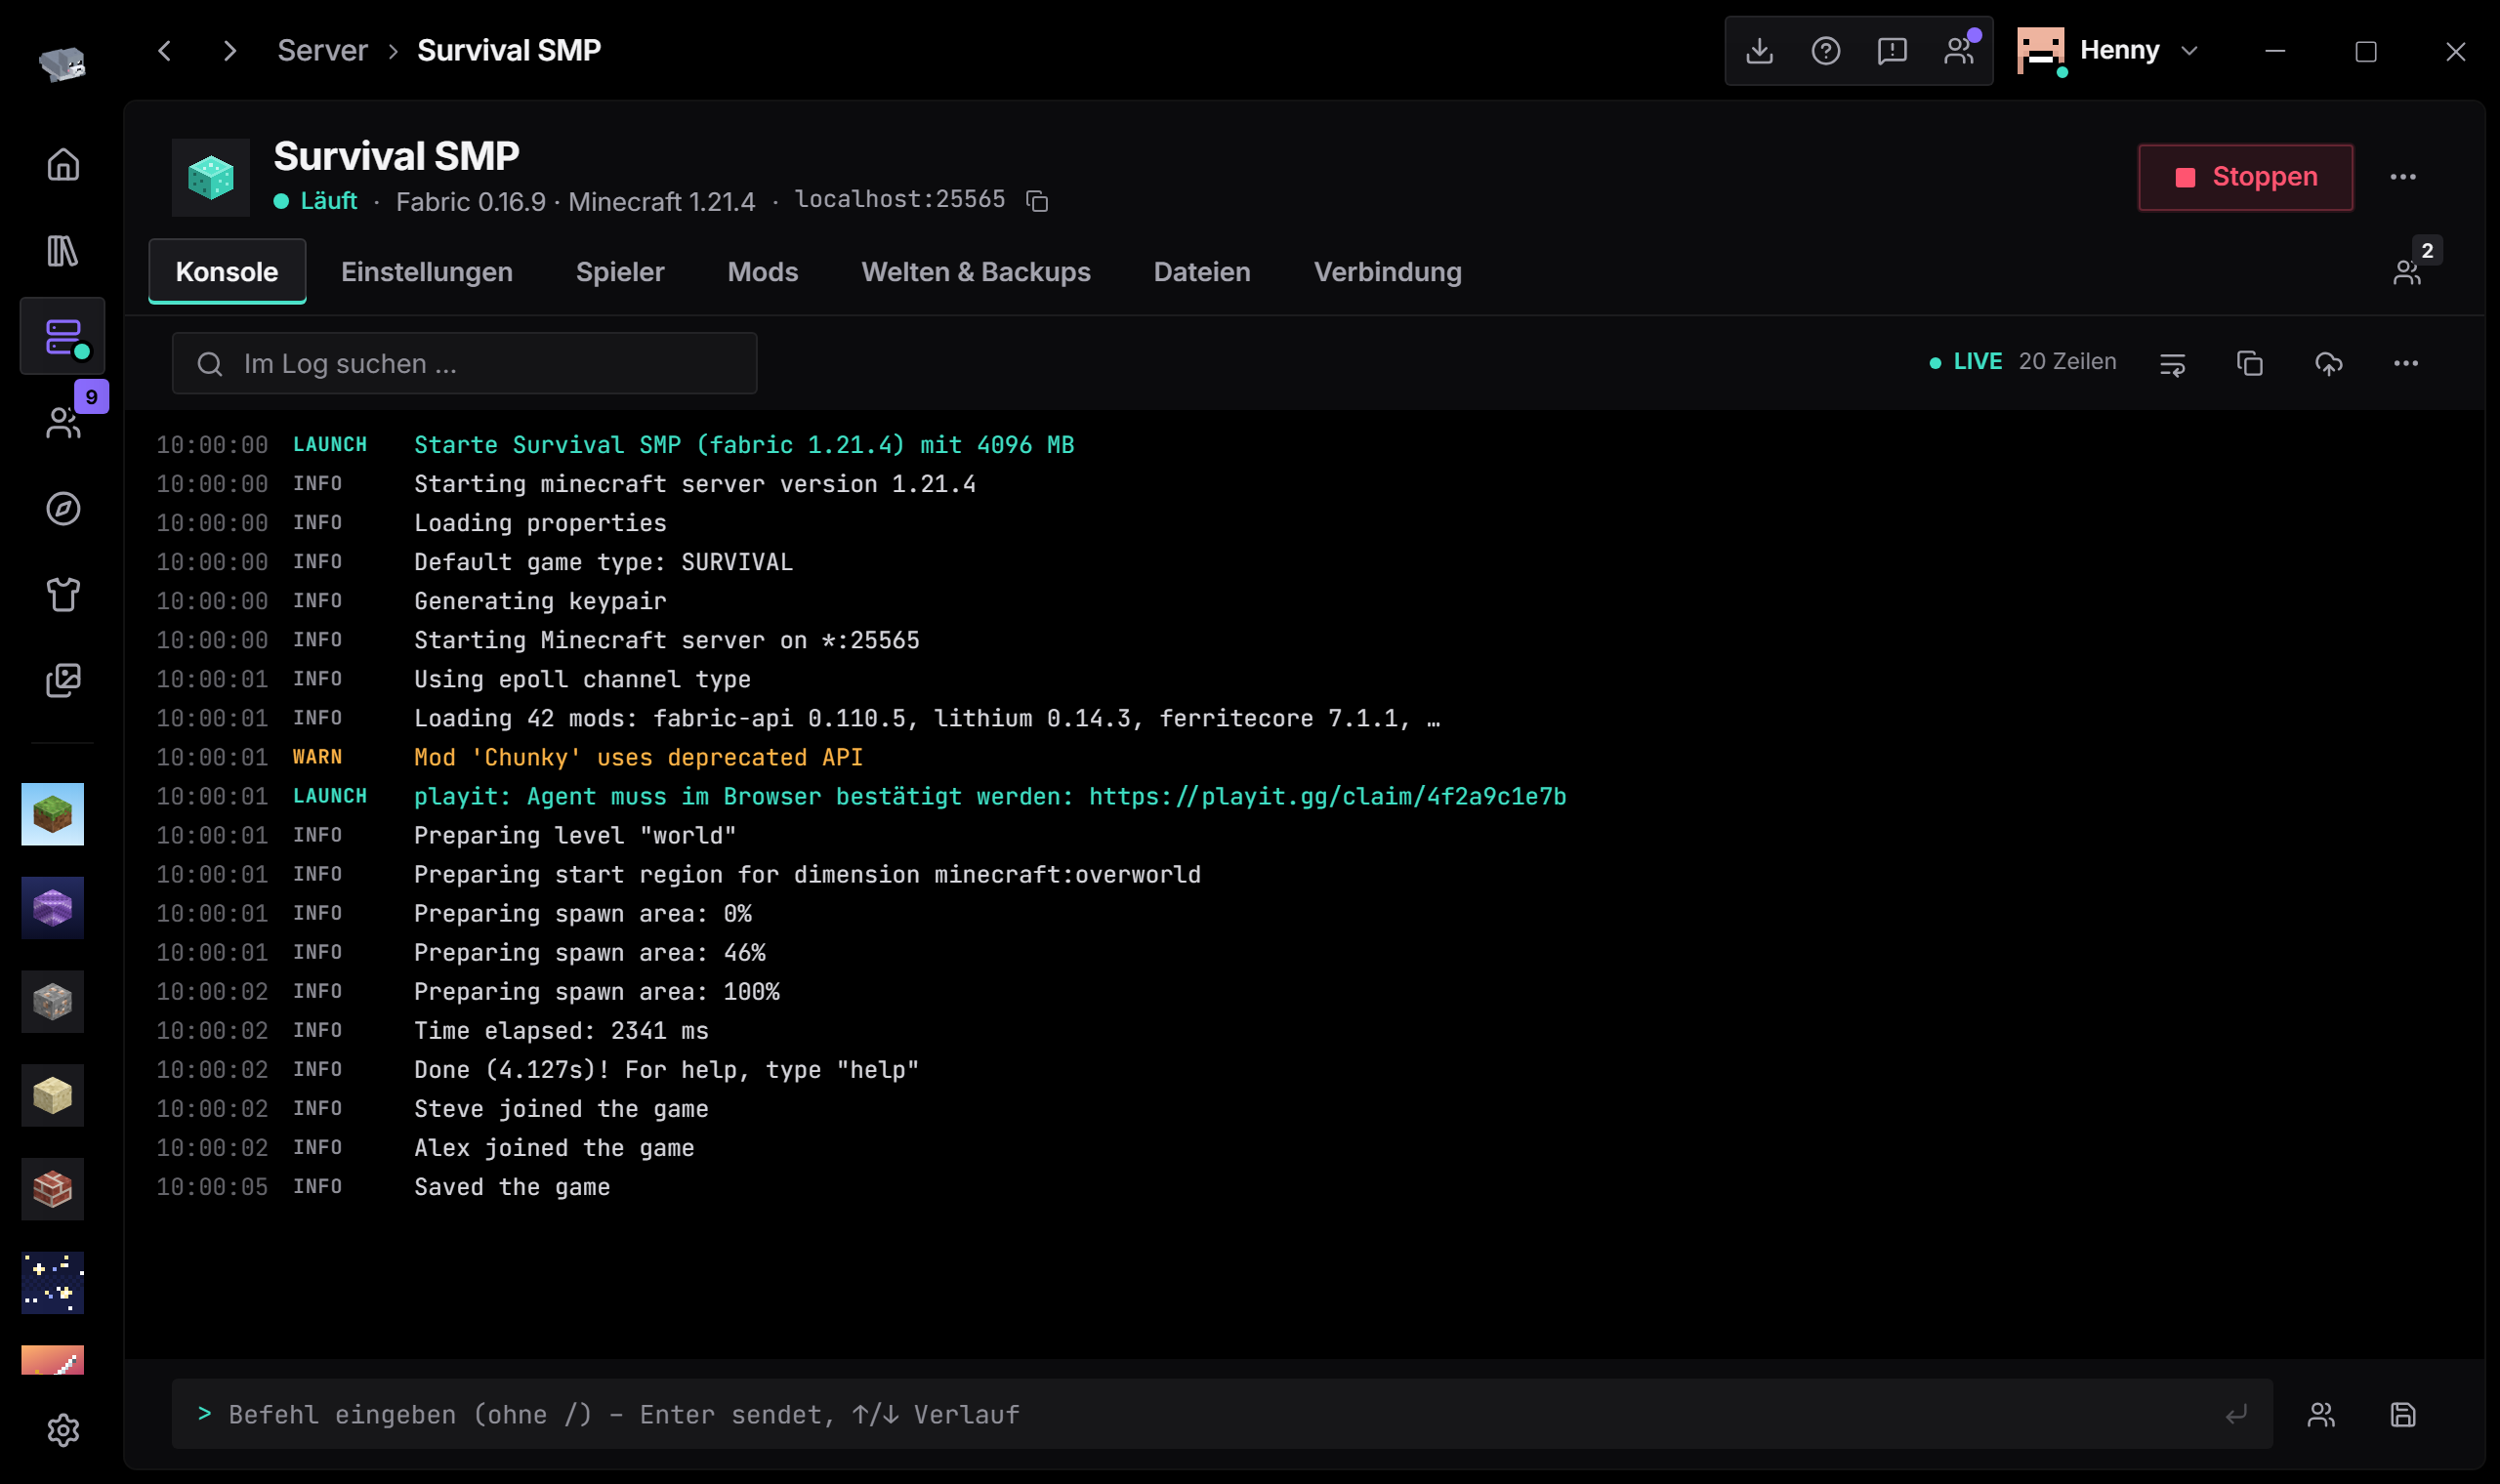 Server > Survival SMP
Henny
Survival SMP
Läuft · Fabric 0.16.9 · Minecraft 1.21.4 · localhost:25565
Stoppen
Konsole Einstellungen Spieler Mods Welten & Backups Dateien Verbindung
2
Im Log suchen ...
LIVE 20 Zeilen
9
10:00:00 LAUNCH Starte Survival SMP (fabric 1.21.4) mit 4096 MB
10:00:00 INFO Starting minecraft server version 1.21.4
10:00:00 INFO Loading properties
10:00:00 INFO Default game type: SURVIVAL
10:00:00 INFO Generating keypair
10:00:00 INFO Starting Minecraft server on *:25565
10:00:01 INFO Using epoll channel type
10:00:01 INFO Loading 42 mods: fabric-api 0.110.5, lithium 0.14.3, ferritecore 7.1.1, …
10:00:01 WARN Mod 'Chunky' uses deprecated API
10:00:01 LAUNCH playit: Agent muss im Browser bestätigt werden: https://playit.gg/claim/4f2a9c1e7b
10:00:01 INFO Preparing level "world"
10:00:01 INFO Preparing start region for dimension minecraft:overworld
10:00:01 INFO Preparing spawn area: 0%
10:00:01 INFO Preparing spawn area: 46%
10:00:02 INFO Preparing spawn area: 100%
10:00:02 INFO Time elapsed: 2341 ms
10:00:02 INFO Done (4.127s)! For help, type "help"
10:00:02 INFO Steve joined the game
10:00:02 INFO Alex joined the game
10:00:05 INFO Saved the game
> Befehl eingeben (ohne /) – Enter sendet, ↑/↓ Verlauf